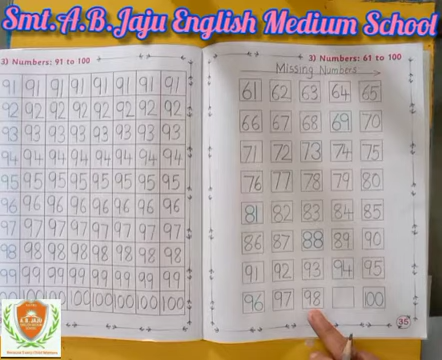 Smt.A.B.Jaju English Medium School
3) Numbers: 91 to 100
91 91 91 91 91 91 91 91
92 92 92 92 92 92 92 92
93 93 93 93 93 93 93 93
94 94 94 94 94 94 94 94
95 95 95 95 95 95 95 95
96 96 96 96 96 96 96 96
97 97 97 97 97 97 97 97
98 98 98 98 98 98 98 98
99 99 99 99 99 99 99 99
100 100 100 100 100 100 100
3) Numbers: 61 to 100
Missing Numbers
61 62 63 64 65
66 67 68 69 70
71 72 73 74 75
76 77 78 79 80
81 82 83 84 85
86 87 88 89 90
91 92 93 94 95
96 97 98 100
35